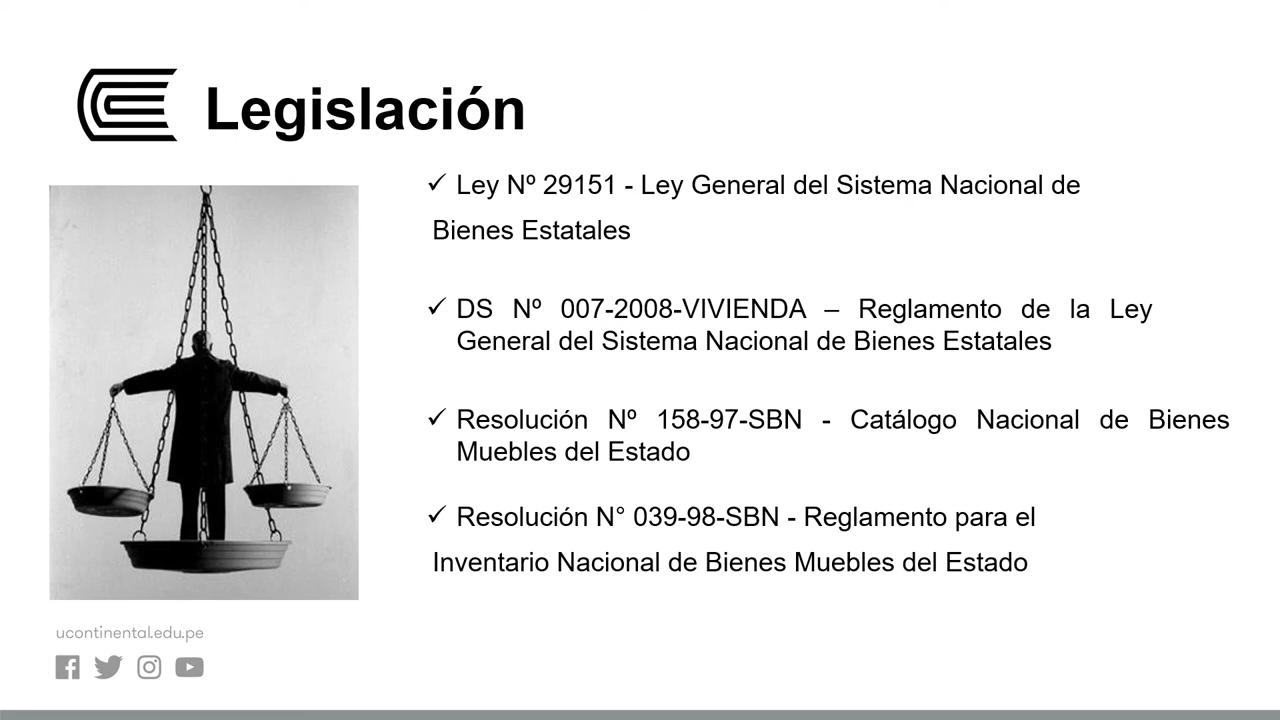 Legislación
✓ Ley Nº 29151 - Ley General del Sistema Nacional de
Bienes Estatales
✓ DS Nº 007-2008-VIVIENDA – Reglamento de la Ley
General del Sistema Nacional de Bienes Estatales
✓ Resolución Nº 158-97-SBN - Catálogo Nacional de Bienes
Muebles del Estado
✓ Resolución N° 039-98-SBN - Reglamento para el
Inventario Nacional de Bienes Muebles del Estado
ucontinental.edu.pe